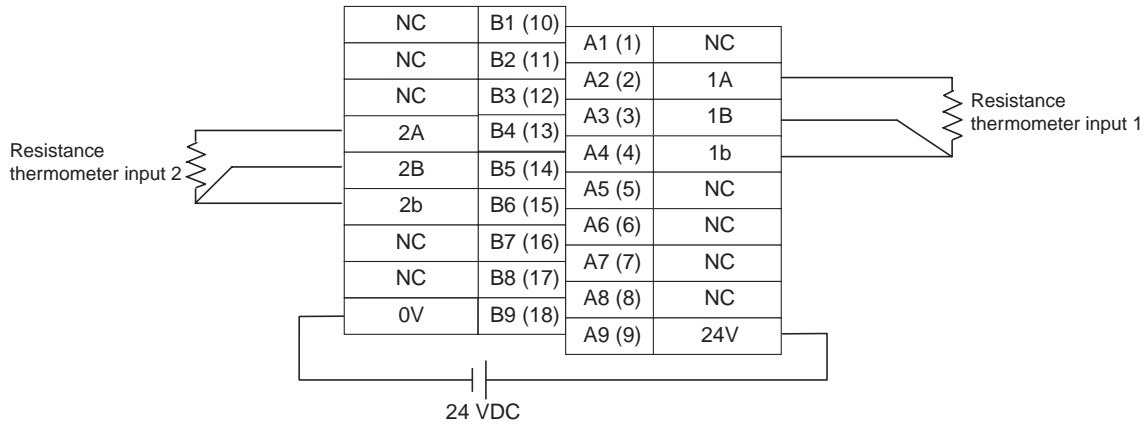 NC B1 (10)
A1 (1) NC
NC B2 (11)
A2 (2) 1A
NC B3 (12)
A3 (3) 1B
Resistance
thermometer input 1
2A B4 (13)
A4 (4) 1b
Resistance
thermometer input 2
2B B5 (14)
A5 (5) NC
2b B6 (15)
A6 (6) NC
NC B7 (16)
A7 (7) NC
NC B8 (17)
A8 (8) NC
0V B9 (18)
A9 (9) 24V
24 VDC